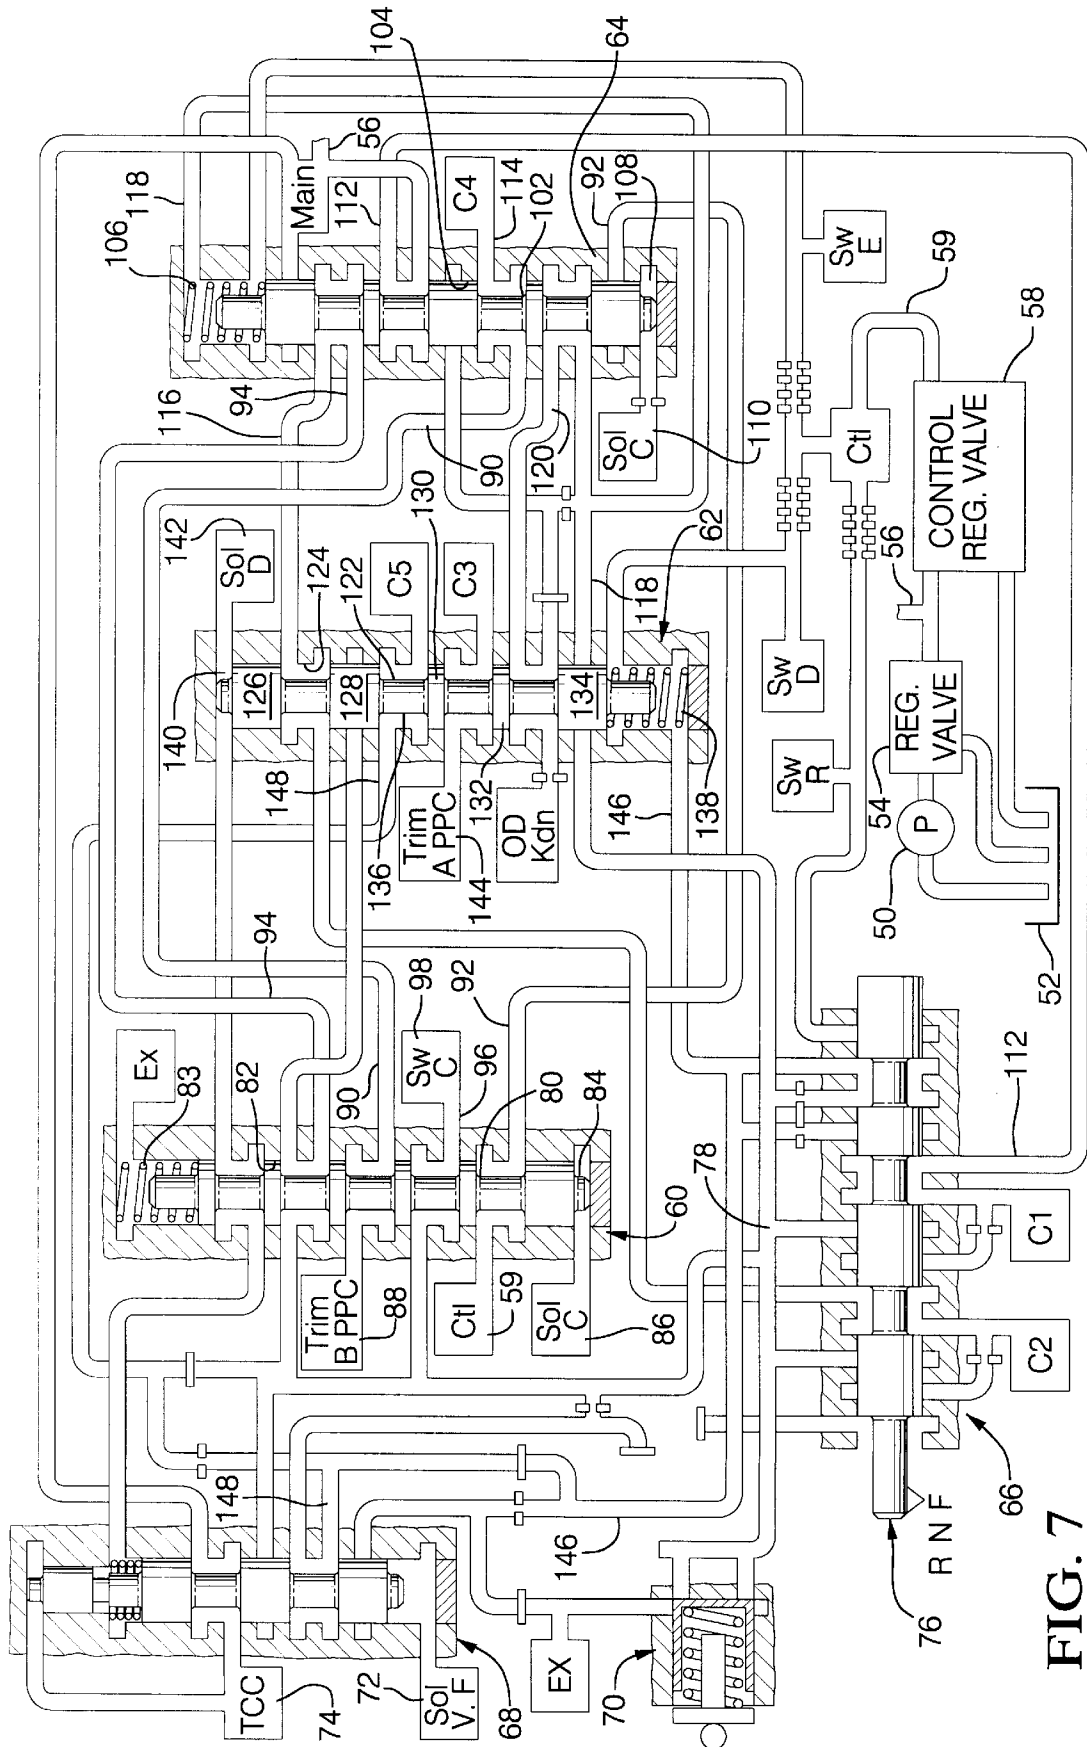 118
106
Main
56
104
64
112
C4
114
102
92
108
116
94
90
120
Sol
C
110
Sw
E
59
58
Ctl
CONTROL
REG. VALVE
56
142
Sol
D
124
122
130
C5
C3
118
62
140
126
128
134
148
136
Trim
A PPC
144
132
OD
Kdn
146
138
Sw
D
Sw
R
REG.
VALVE
54
P
50
52
94
Ex
83
82
90
98
Sw
C
96
92
80
84
60
78
112
Trim
B PPC
88
Ctl
59
Sol
C
86
C1
C2
66
148
146
TCC
74
72
Sol
V. F
68
EX
70
76
R N F
FIG. 7